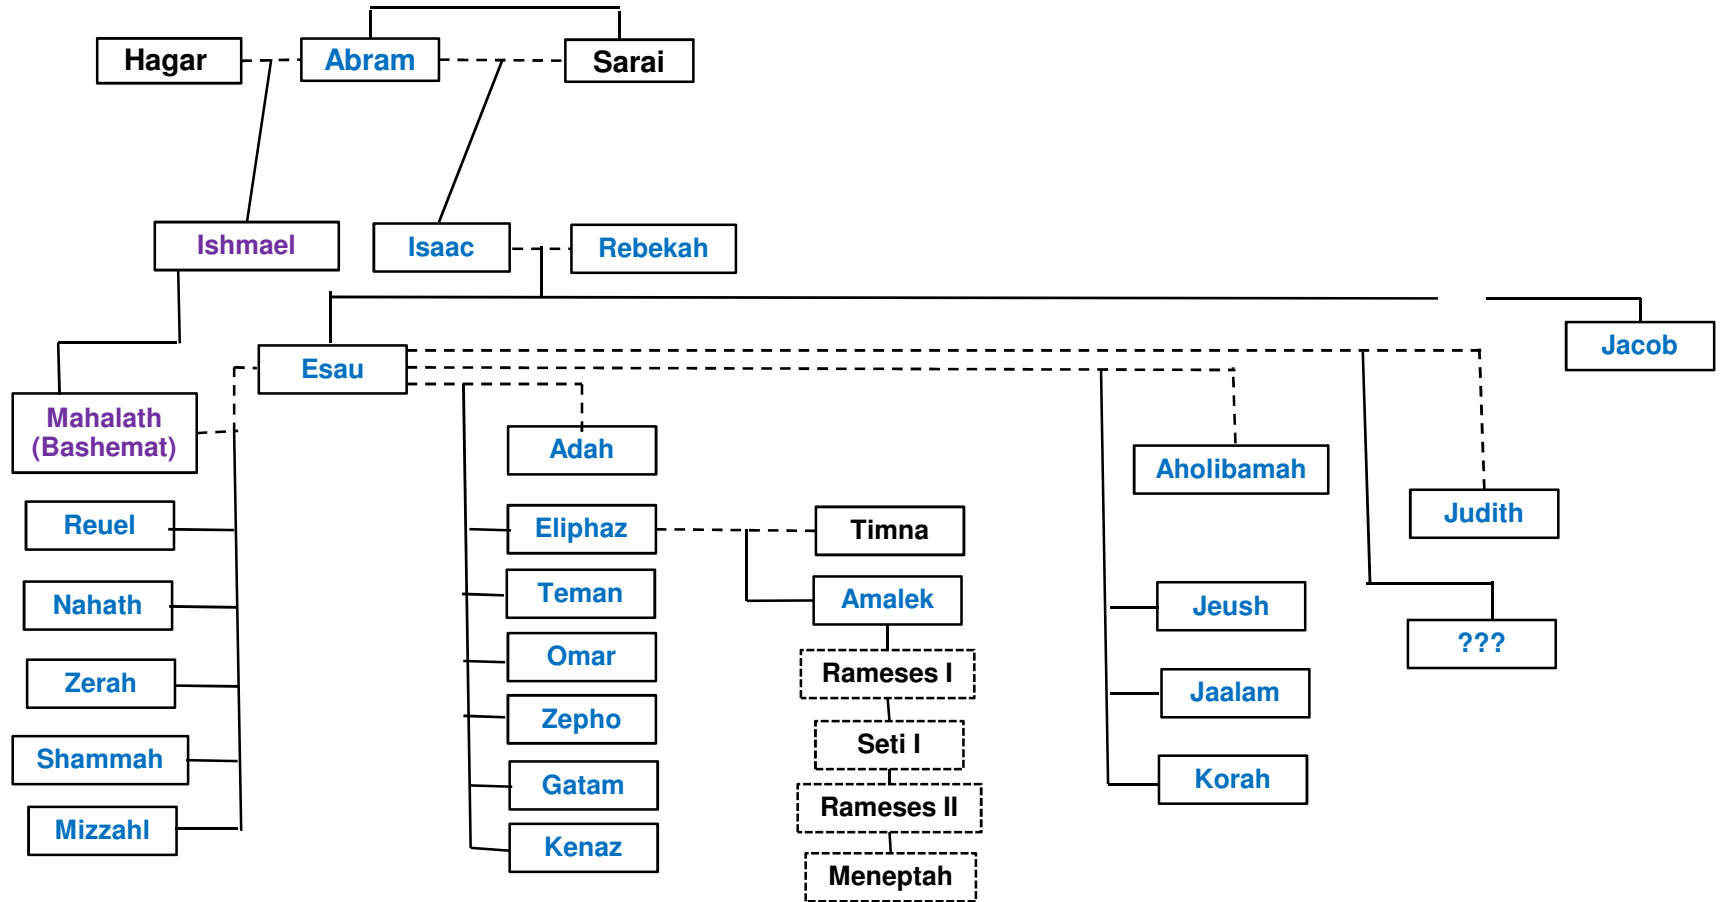 Hagar
Abram
Sarai
Ishmael
Isaac
Rebekah
Esau
Jacob
Mahalath
(Bashemat)
Adah
Aholibamah
Judith
Reuel
Eliphaz
Timna
Nahath
Teman
Amalek
Jeush
???
Zerah
Omar
Rameses I
Jaalam
Shammah
Zepho
Seti I
Korah
Mizzahl
Gatam
Rameses II
Kenaz
Meneptah